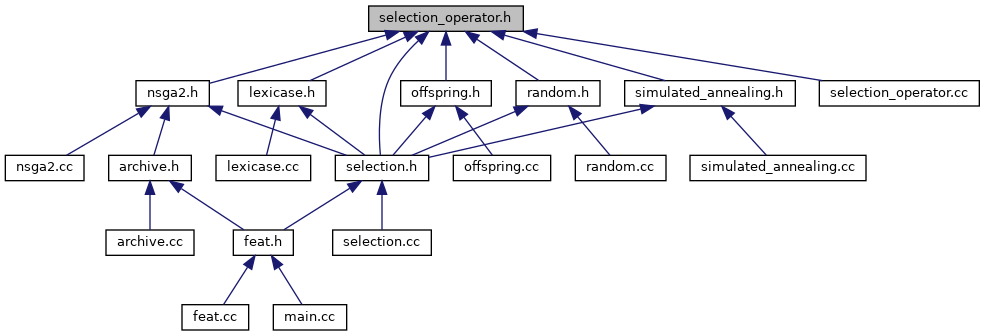 selection_operator.h
nsga2.h
lexicase.h
offspring.h
random.h
simulated_annealing.h
selection_operator.cc
nsga2.cc
archive.h
lexicase.cc
selection.h
offspring.cc
random.cc
simulated_annealing.cc
archive.cc
feat.h
selection.cc
feat.cc
main.cc